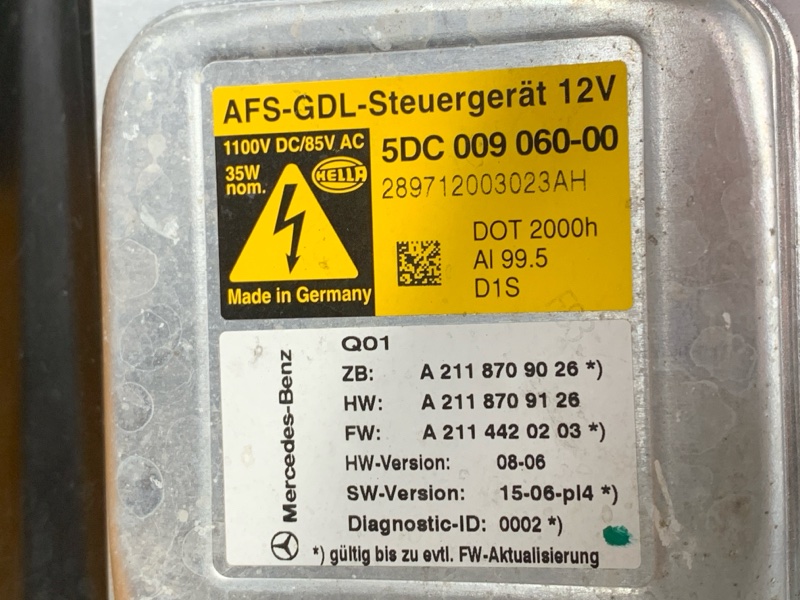 AFS-GDL-Steuergerät 12V
1100V DC/85V AC
35W
nom.
HELLA
Made in Germany
5DC 009 060-00
289712003023AH
DOT 2000h
Al 99.5
D1S
Mercedes-Benz
Q01
ZB: A 211 870 90 26 *)
HW: A 211 870 91 26
FW: A 211 442 02 03 *)
HW-Version: 08-06
SW-Version: 15-06-pl4 *)
Diagnostic-ID: 0002 *)
*) gültig bis zu evtl. FW-Aktualisierung